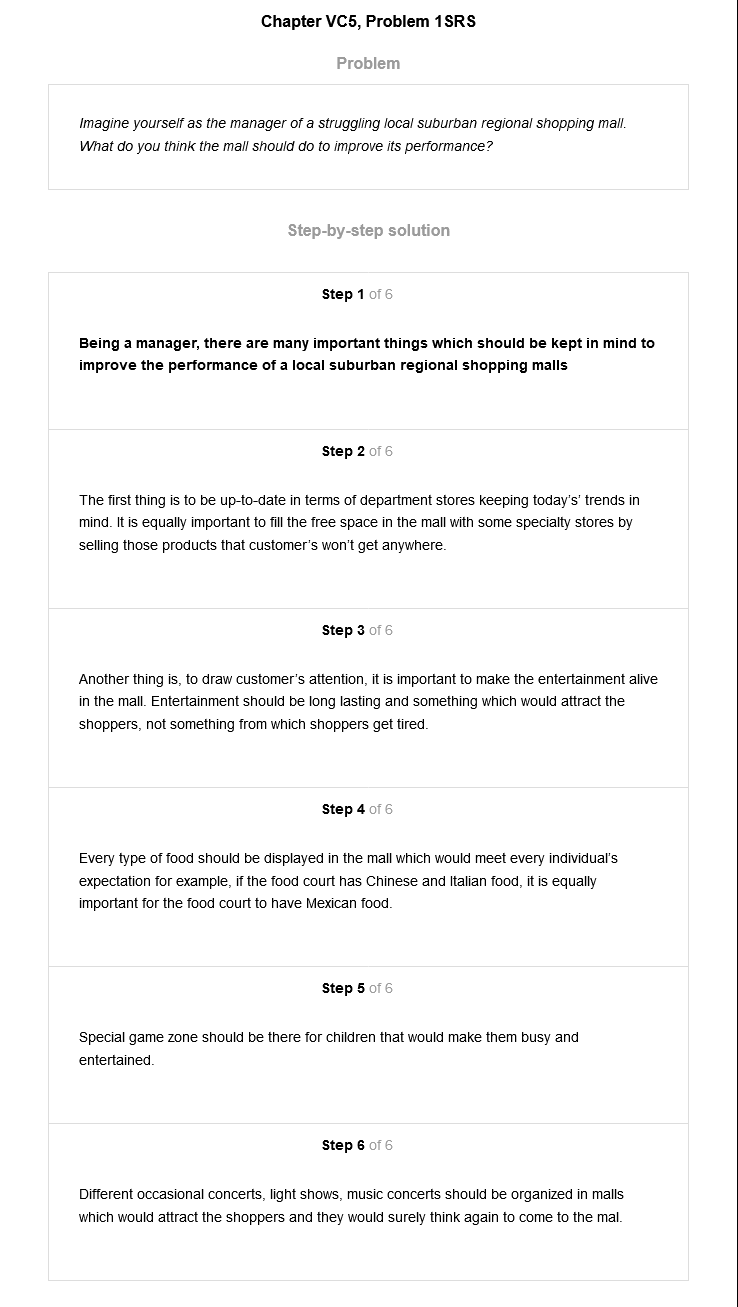 Chapter VC5, Problem 1SRS
Problem
Imagine yourself as the manager of a struggling local suburban regional shopping mall.
What do you think the mall should do to improve its performance?
Step-by-step solution
Step 1 of 6
Being a manager, there are many important things which should be kept in mind to
improve the performance of a local suburban regional shopping malls
Step 2 of 6
The first thing is to be up-to-date in terms of department stores keeping today’s’ trends in
mind. It is equally important to fill the free space in the mall with some specialty stores by
selling those products that customer’s won’t get anywhere.
Step 3 of 6
Another thing is, to draw customer’s attention, it is important to make the entertainment alive
in the mall. Entertainment should be long lasting and something which would attract the
shoppers, not something from which shoppers get tired.
Step 4 of 6
Every type of food should be displayed in the mall which would meet every individual’s
expectation for example, if the food court has Chinese and Italian food, it is equally
important for the food court to have Mexican food.
Step 5 of 6
Special game zone should be there for children that would make them busy and
entertained.
Step 6 of 6
Different occasional concerts, light shows, music concerts should be organized in malls
which would attract the shoppers and they would surely think again to come to the mal.